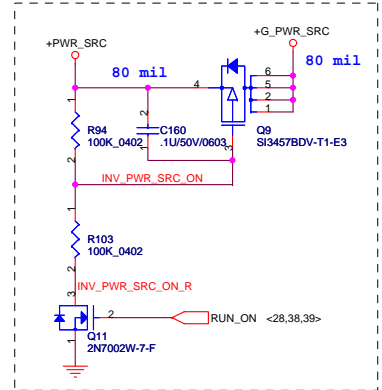 +PWR_SRC
+G_PWR_SRC
80 mil
80 mil
4
6
5
2
1
1
R94
100K_0402
2
1
C160
.1U/50V/0603
2
3
Q9
SI3457BDV-T1-E3
INV_PWR_SRC_ON
1
R103
100K_0402
2
INV_PWR_SRC_ON_R
3
2
RUN_ON <28,38,39>
Q11
1
2N7002W-7-F